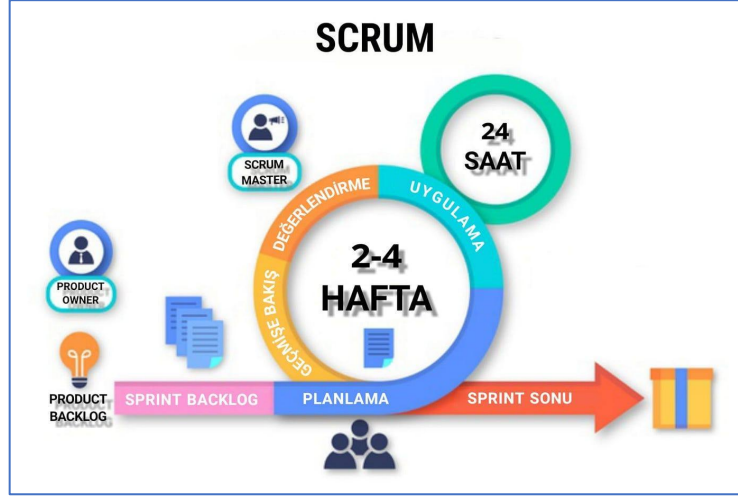 SCRUM
24
SAAT
SCRUM
MASTER
DEĞERLENDİRME
UYGULAMA
2-4
HAFTA
GEÇMİŞE BAKIŞ
PRODUCT
OWNER
PRODUCT
BACKLOG
SPRINT BACKLOG
PLANLAMA
SPRINT SONU